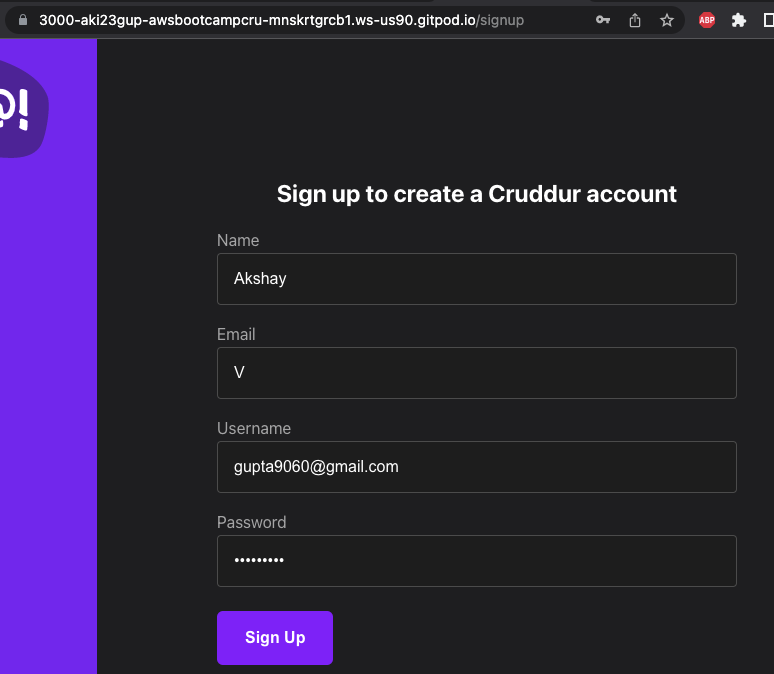 3000-aki23gup-awsbootcampcru-mnskrtgrcb1.ws-us90.gitpod.io/signup
ABP
!
Sign up to create a Cruddur account
Name
Akshay
Email
V
Username
gupta9060@gmail.com
Password
•••••••••
Sign Up